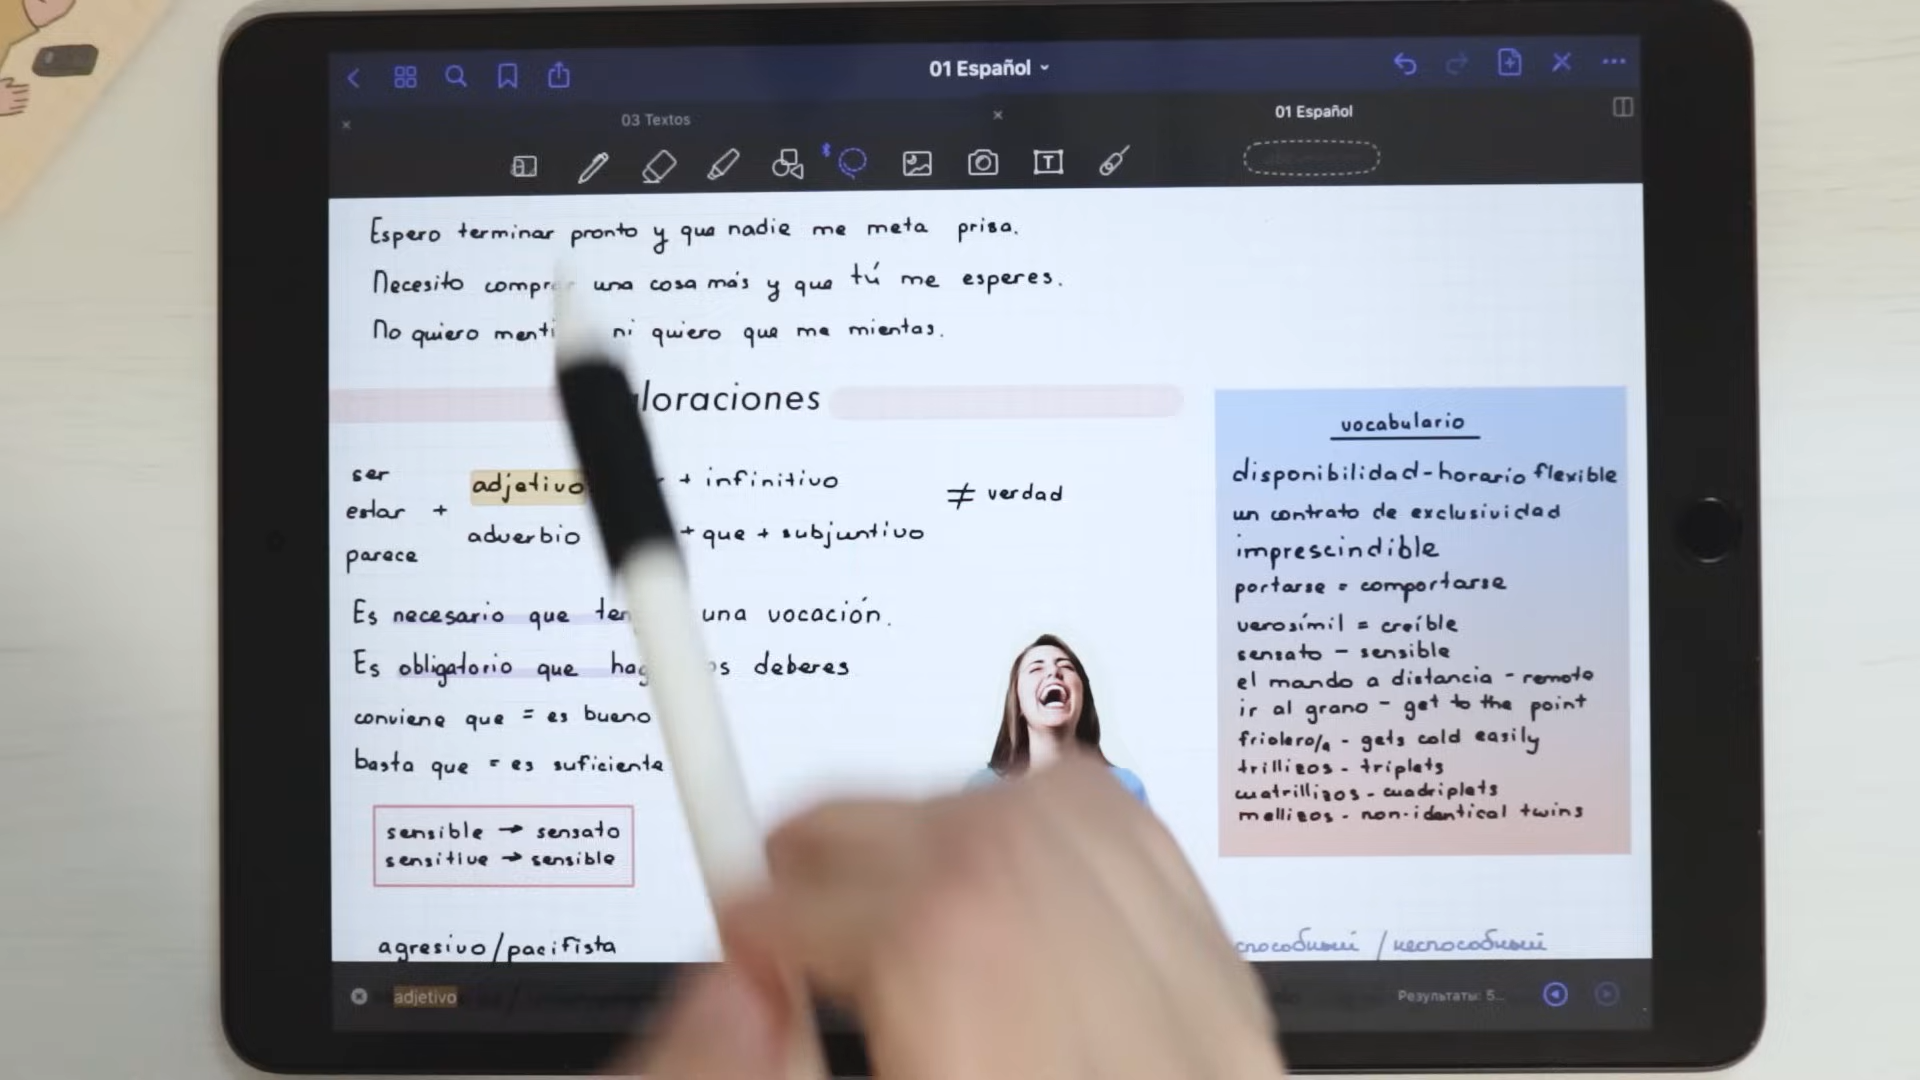 01 Español
03 Textos
01 Español
Espero terminar pronto y que nadie me meta prisa.
Necesito una cosa más y que tú me esperes.
No quiero ni quiero que me mientas.
ser
estar +
parece
adjetivo
adverbio
+ infinitivo
+ que + subjuntivo
≠ verdad
Es necesario que una vocación.
Es obligatorio que deberes
conviene que = es bueno
basta que = es suficiente
sensible → sensato
sensitive → sensible
agresivo/pacifista
vocabulario
disponibilidad - horario flexible
un contrato de exclusividad
imprescindible
portarse = comportarse
verosímil = creíble
sensato - sensible
el mando a distancia - remote
ir al grano - get to the point
friolero/a - gets cold easily
trillizos - triplets
cuatrillizos - cuadriplets
mellizos - non-identical twins
способный / неспособный
adjetivo
Результаты: 5...